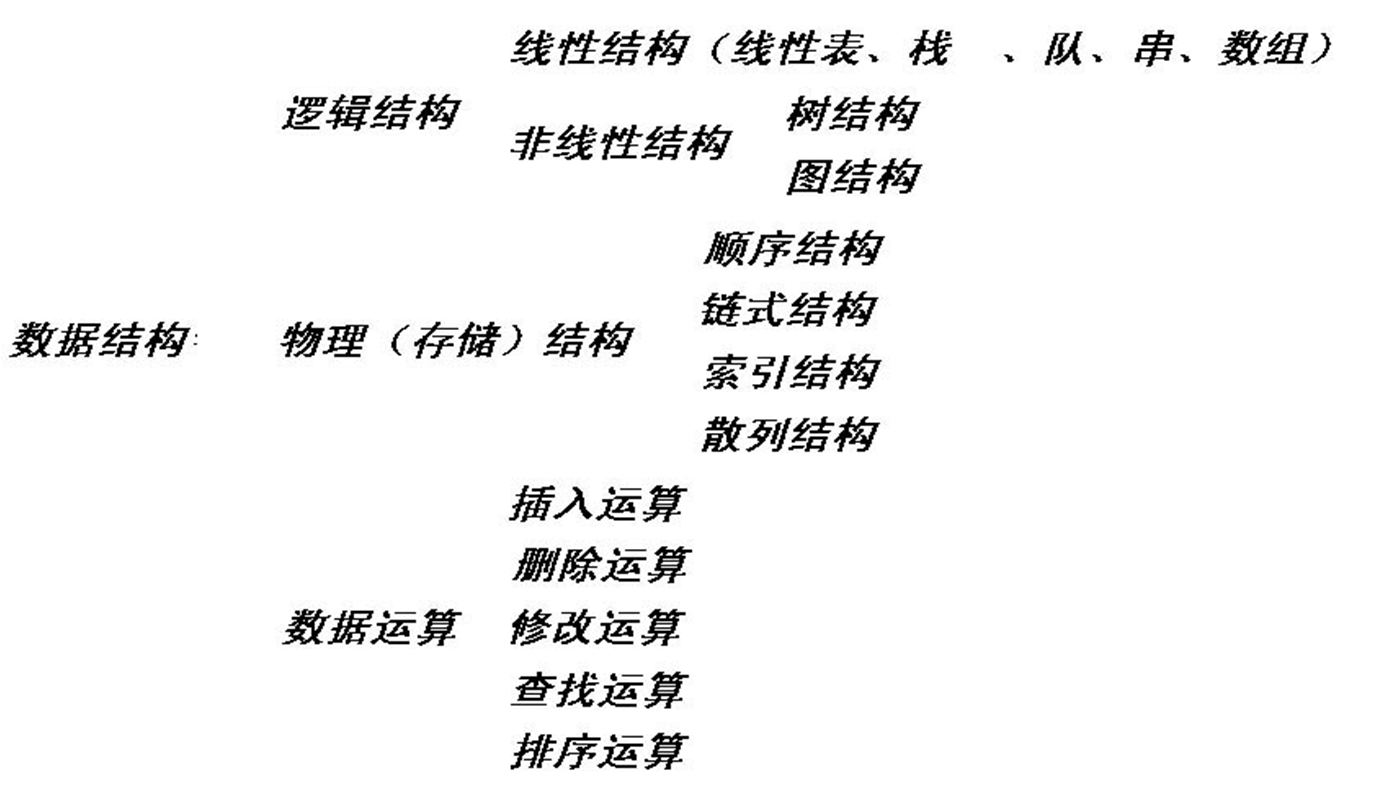 线性结构（线性表、栈 、队、串、数组）
逻辑结构
非线性结构
树结构
图结构
顺序结构
链式结构
数据结构:
物理（存储）结构
索引结构
散列结构
插入运算
删除运算
数据运算
修改运算
查找运算
排序运算